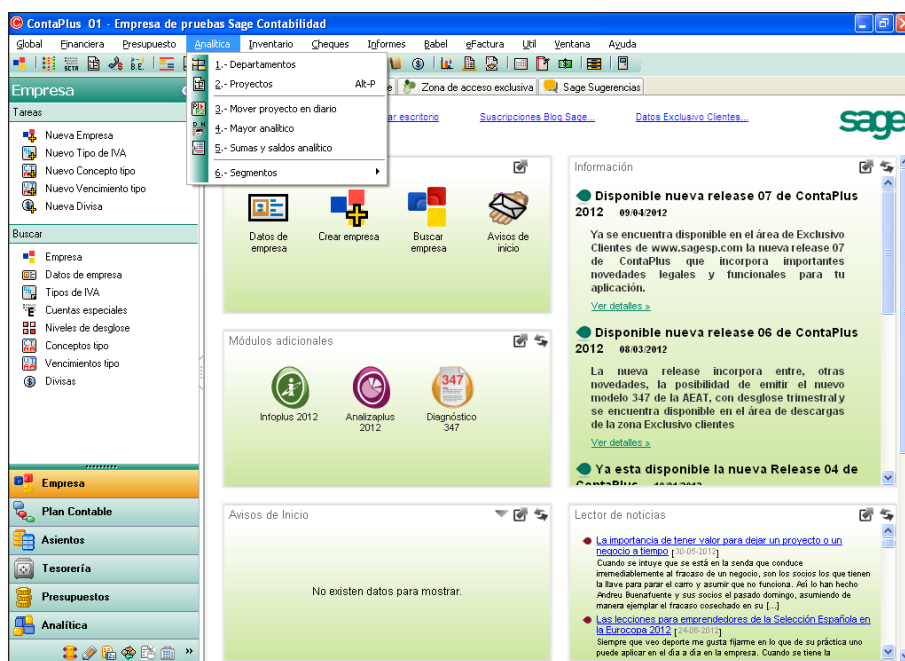 ContaPlus 01 - Empresa de pruebas Sage Contabilidad
Global Financiera Presupuesto Analítica Inventario Cheques Informes Babel eFactura Util Ventana Ayuda
1.- Departamentos
2.- Proyectos Alt-P
3.- Mover proyecto en diario
4.- Mayor analítico
5.- Sumas y saldos analítico
6.- Segmentos
Zona de acceso exclusiva
Sage Sugerencias
escritorio
Suscripciones Blog Sage...
Datos Exclusivo Clientes...
sage
Empresa
Tareas
Nueva Empresa
Nuevo Tipo de IVA
Nuevo Concepto tipo
Nuevo Vencimiento tipo
Nueva Divisa
Buscar
Empresa
Datos de empresa
Tipos de IVA
Cuentas especiales
Niveles de desglose
Conceptos tipo
Vencimientos tipo
Divisas
Empresa
Plan Contable
Asientos
Tesorería
Presupuestos
Analítica
Datos de
empresa
Crear empresa
Buscar
empresa
Avisos de
inicio
Módulos adicionales
Infoplus 2012
Analizaplus
2012
347
Diagnóstico
347
Avisos de Inicio
No existen datos para mostrar.
Información
Disponible nueva release 07 de ContaPlus
2012 09/04/2012
Ya se encuentra disponible en el área de Exclusivo
Clientes de www.sagesp.com la nueva release 07
de ContaPlus que incorpora importantes
novedades legales y funcionales para tu
aplicación.
Ver detalles »
Disponible nueva release 06 de ContaPlus
2012 08/03/2012
La nueva release incorpora entre, otras
novedades, la posibilidad de emitir el nuevo
modelo 347 de la AEAT, con desglose trimestral y
se encuentra disponible en el área de descargas
de la zona Exclusivo clientes
Ver detalles »
Ya esta disponible la nueva Release 04 de
ContaPlus
Lector de noticias
La importancia de tener valor para dejar un proyecto o un
negocio a tiempo [30-05-2012]
Cuando se intuye que se está en la senda que conduce
irremediablemente al fracaso de un negocio, son los socios los que tienen
la llave para parar el carro y asumir que no funciona. Así lo han hecho
Andreu Buenafuente y sus socios el pasado domingo, asumiendo de
manera ejemplar el fracaso cosechado en su [...]
Las lecciones para emprendedores de la Selección Española en
la Eurocopa 2012 [24-06-2012]
Siempre que veo deporte me gusta fijarme en lo que de su práctica uno
puede aplicar en el día a día en la empresa. Cuando se tiene la